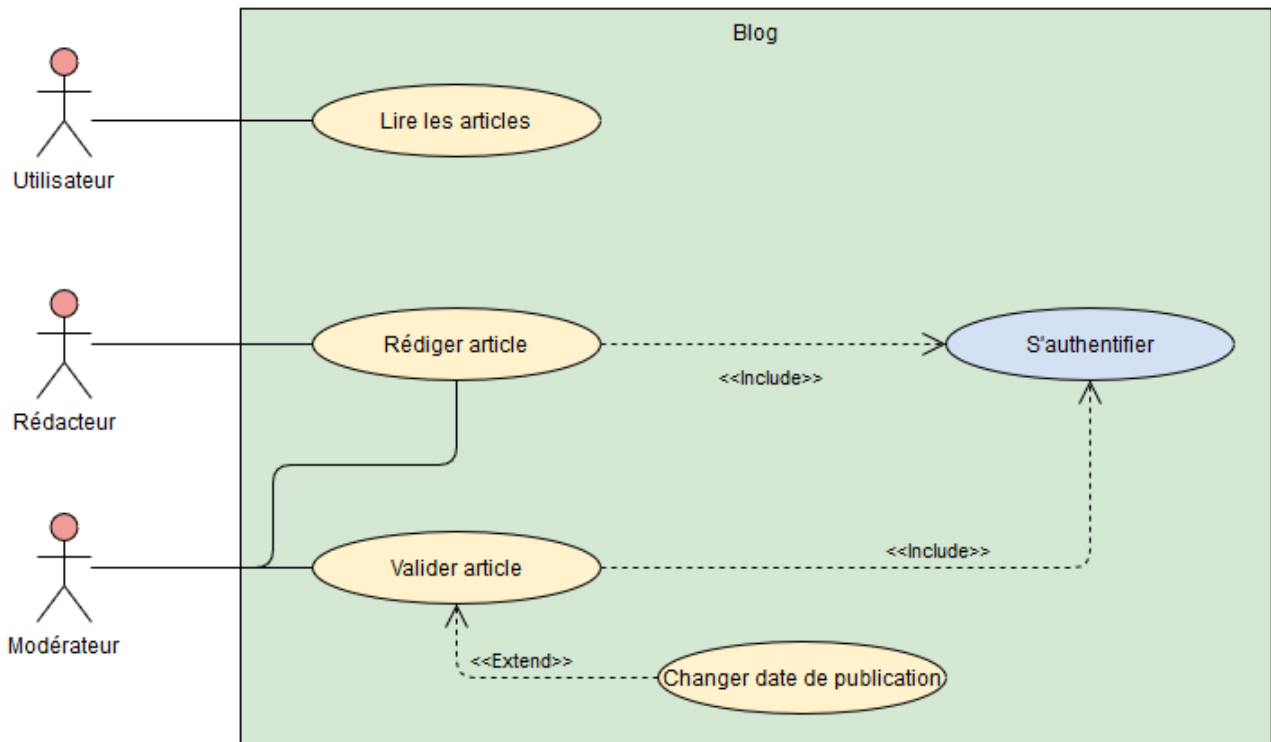 Blog
Lire les articles
Utilisateur
Rédiger article
S'authentifier
<<Include>>
Rédacteur
<<Include>>
Valider article
Modérateur
<<Extend>>
Changer date de publication